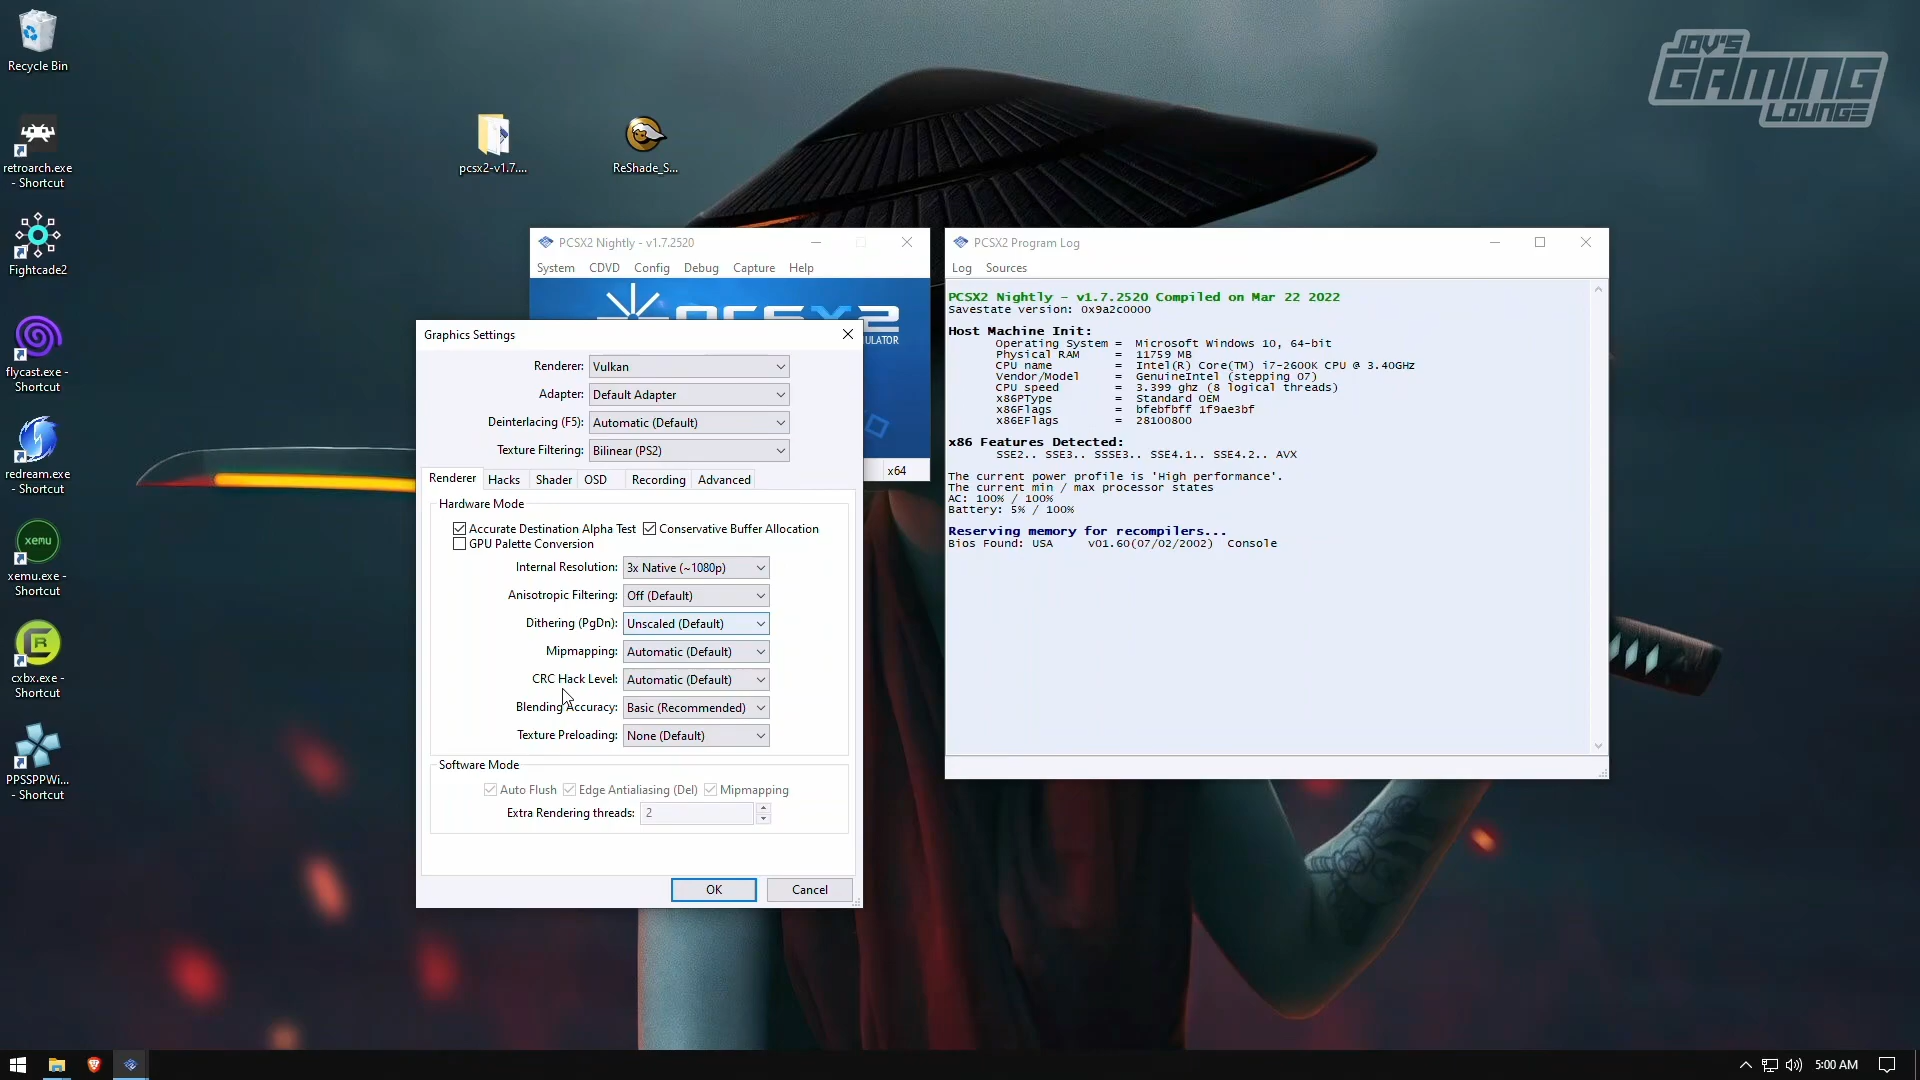 Recycle Bin
retroarch.exe
- Shortcut
Fightcade2
flycast.exe -
Shortcut
redream.exe
- Shortcut
xemu
xemu.exe -
Shortcut
cxbx.exe -
Shortcut
PPSSPPWi...
- Shortcut
pcsx2-v1.7....
ReShade_S...
JOV'S
GAMING
LOUNGE
PCSX2 Nightly - v1.7.2520
System CDVD Config Debug Capture Help
PCSX2
ULATOR
x64
Graphics Settings
Renderer: Vulkan
Adapter: Default Adapter
Deinterlacing (F5): Automatic (Default)
Texture Filtering: Bilinear (PS2)
Renderer Hacks Shader OSD Recording Advanced
Hardware Mode
Accurate Destination Alpha Test Conservative Buffer Allocation
GPU Palette Conversion
Internal Resolution: 3x Native (~1080p)
Anisotropic Filtering: Off (Default)
Dithering (PgDn): Unscaled (Default)
Mipmapping: Automatic (Default)
CRC Hack Level: Automatic (Default)
Blending Accuracy: Basic (Recommended)
Texture Preloading: None (Default)
Software Mode
Auto Flush Edge Antialiasing (Del) Mipmapping
Extra Rendering threads: 2
OK Cancel
PCSX2 Program Log
Log Sources
PCSX2 Nightly - v1.7.2520 Compiled on Mar 22 2022
Savestate version: 0x9a2c0000
Host Machine Init:
Operating System = Microsoft Windows 10, 64-bit
Physical RAM = 11759 MB
CPU name = Intel(R) Core(TM) i7-2600K CPU @ 3.40GHz
Vendor/Model = GenuineIntel (stepping 07)
CPU speed = 3.399 ghz (8 logical threads)
x86PType = Standard OEM
x86Flags = bfebfbff 1f9ae3bf
x86EFlags = 28100800
x86 Features Detected:
SSE2.. SSE3.. SSSE3.. SSE4.1.. SSE4.2.. AVX
The current power profile is 'High performance'.
The current min / max processor states
AC: 100% / 100%
Battery: 5% / 100%
Reserving memory for recompilers...
Bios Found: USA v01.60(07/02/2002) Console
5:00 AM